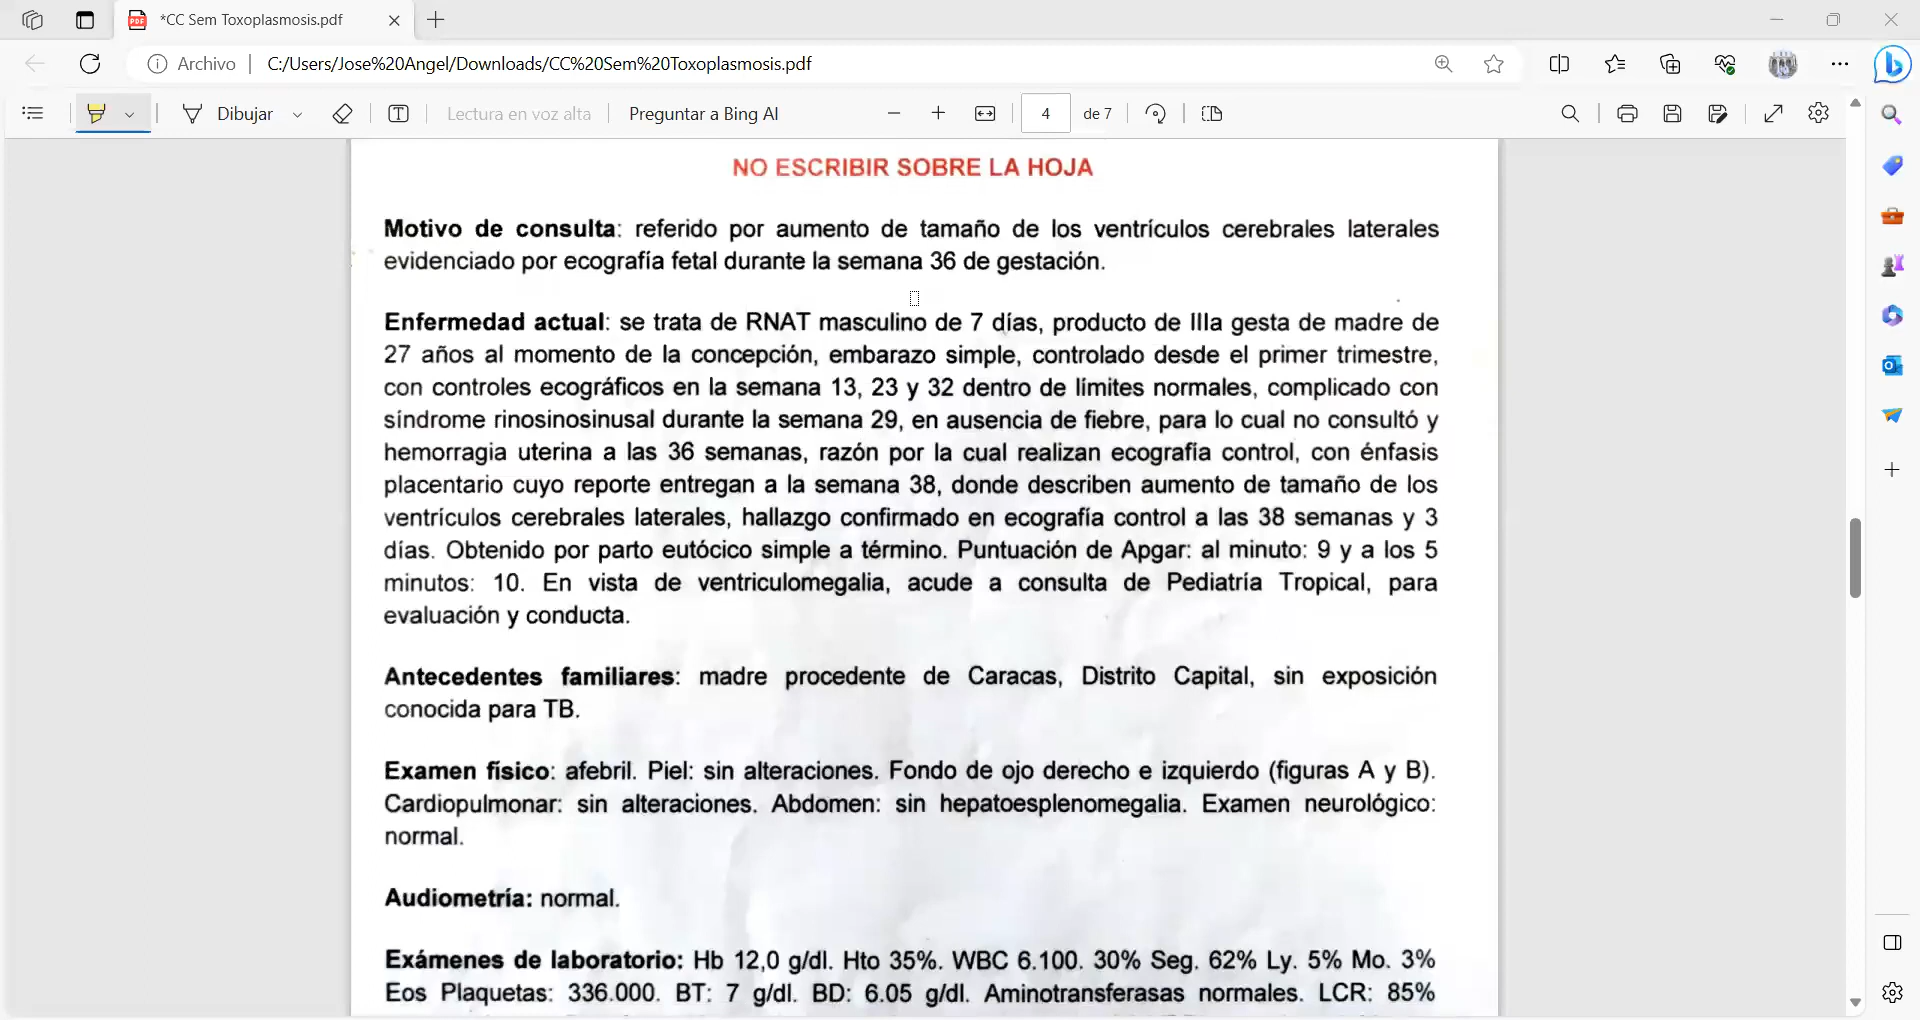 *CC Sem Toxoplasmosis.pdf
Archivo C:/Users/Jose%20Angel/Downloads/CC%20Sem%20Toxoplasmosis.pdf
Dibujar Lectura en voz alta Preguntar a Bing AI 4 de 7
NO ESCRIBIR SOBRE LA HOJA
Motivo de consulta: referido por aumento de tamaño de los ventrículos cerebrales laterales
evidenciado por ecografía fetal durante la semana 36 de gestación.
Enfermedad actual: se trata de RNAT masculino de 7 días, producto de IIIa gesta de madre de
27 años al momento de la concepción, embarazo simple, controlado desde el primer trimestre,
con controles ecográficos en la semana 13, 23 y 32 dentro de límites normales, complicado con
síndrome rinosinosinusal durante la semana 29, en ausencia de fiebre, para lo cual no consultó y
hemorragia uterina a las 36 semanas, razón por la cual realizan ecografía control, con énfasis
placentario cuyo reporte entregan a la semana 38, donde describen aumento de tamaño de los
ventrículos cerebrales laterales, hallazgo confirmado en ecografía control a las 38 semanas y 3
días. Obtenido por parto eutócico simple a término. Puntuación de Apgar: al minuto: 9 y a los 5
minutos: 10. En vista de ventriculomegalia, acude a consulta de Pediatría Tropical, para
evaluación y conducta.
Antecedentes familiares: madre procedente de Caracas, Distrito Capital, sin exposición
conocida para TB.
Examen físico: afebril. Piel: sin alteraciones. Fondo de ojo derecho e izquierdo (figuras A y B).
Cardiopulmonar: sin alteraciones. Abdomen: sin hepatoesplenomegalia. Examen neurológico:
normal.
Audiometría: normal.
Exámenes de laboratorio: Hb 12,0 g/dl. Hto 35%. WBC 6.100. 30% Seg. 62% Ly. 5% Mo. 3%
Eos Plaquetas: 336.000. BT: 7 g/dl. BD: 6.05 g/dl. Aminotransferasas normales. LCR: 85%